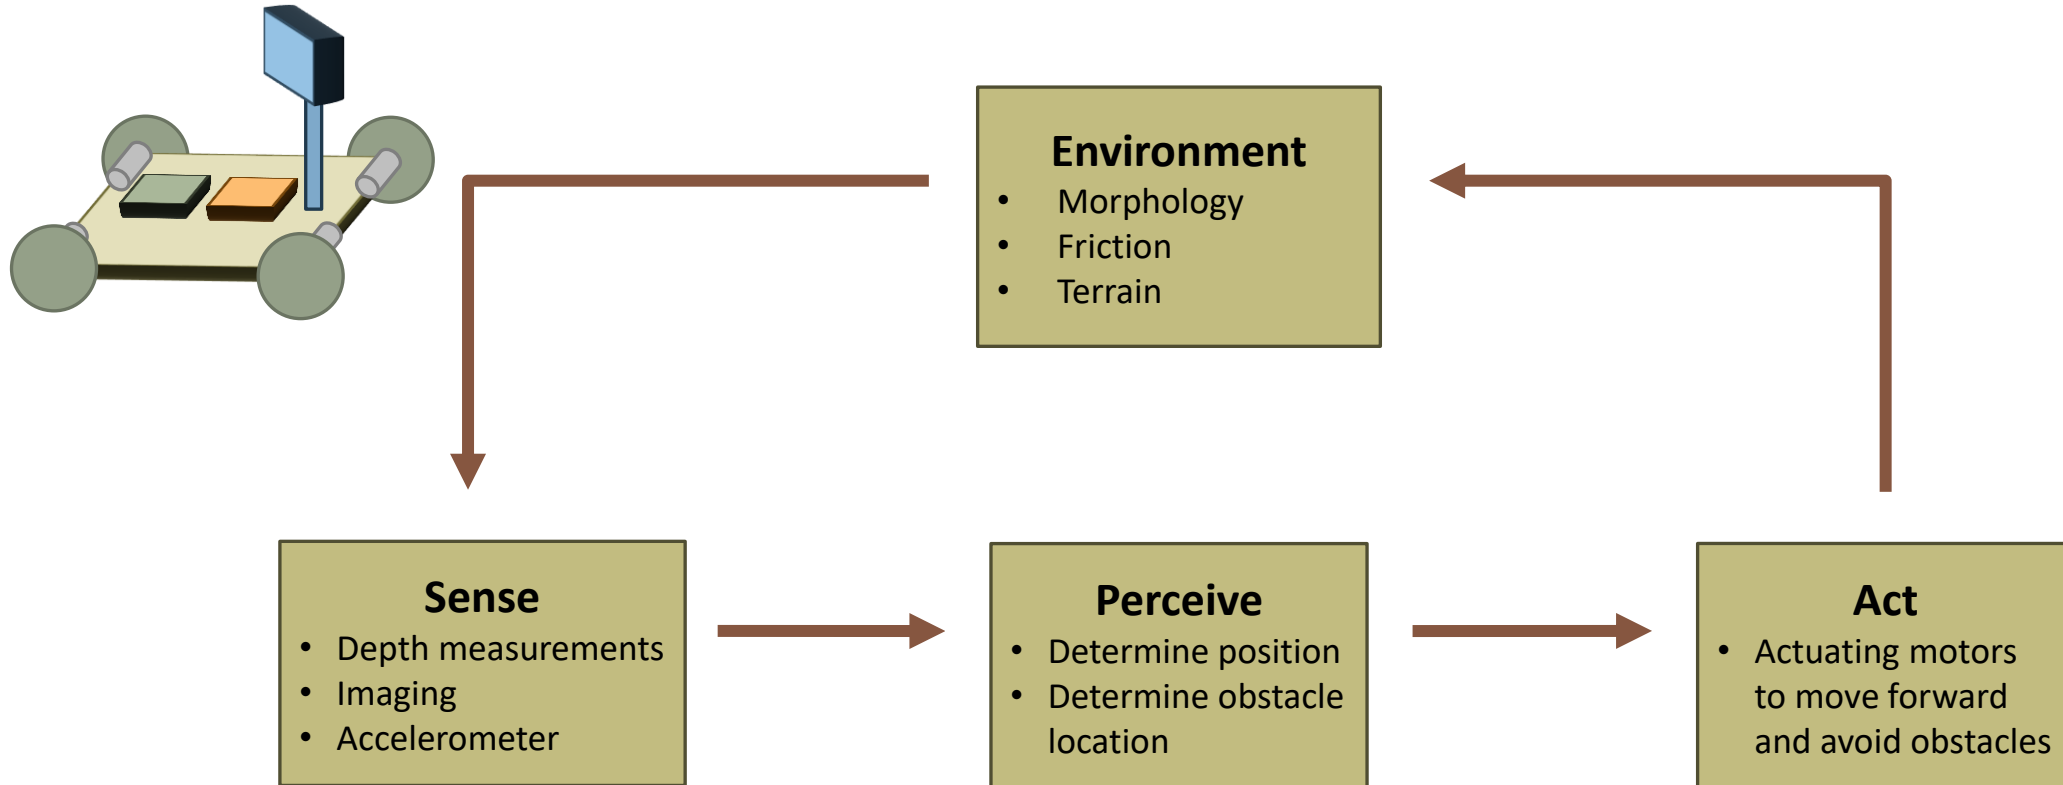 Environment
• Morphology
• Friction
• Terrain
Sense
• Depth measurements
• Imaging
• Accelerometer
Perceive
• Determine position
• Determine obstacle
location
Act
• Actuating motors
to move forward
and avoid obstacles